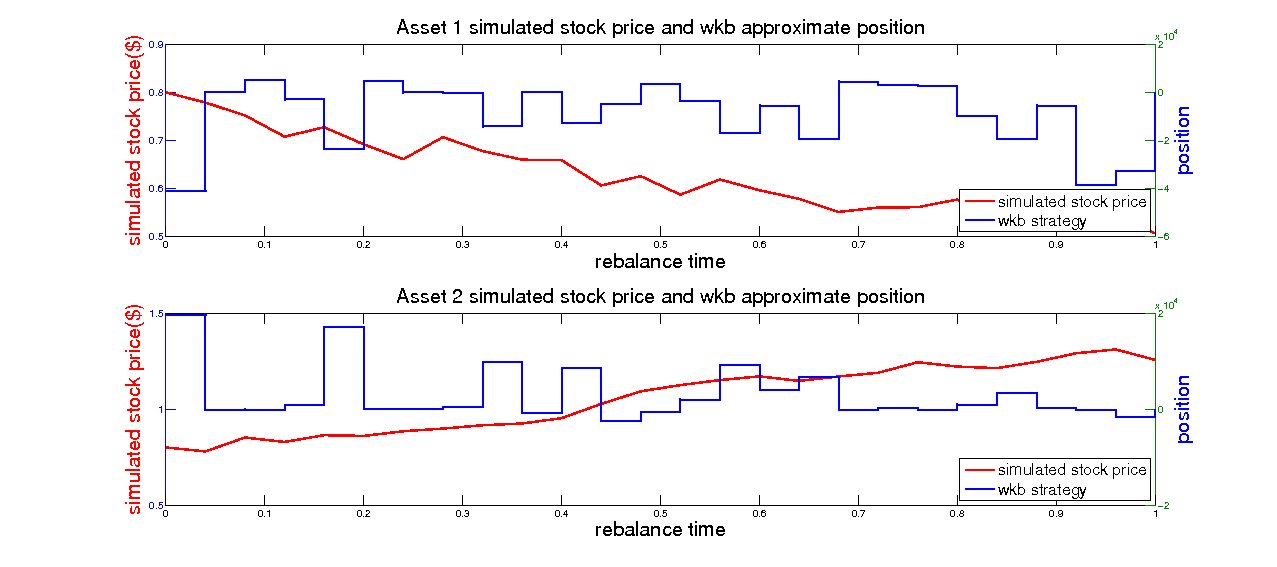 Asset 1 simulated stock price and wkb approximate position
x 10^4
simulated stock price($)
0.9
0.8
0.7
0.6
0.5
2
0
-2
-4
-6
position
simulated stock price
wkb strategy
0 0.1 0.2 0.3 0.4 0.5 0.6 0.7 0.8 0.9 1
rebalance time
Asset 2 simulated stock price and wkb approximate position
x 10^4
simulated stock price($)
1.5
1
0.5
2
0
-2
position
simulated stock price
wkb strategy
0 0.1 0.2 0.3 0.4 0.5 0.6 0.7 0.8 0.9 1
rebalance time